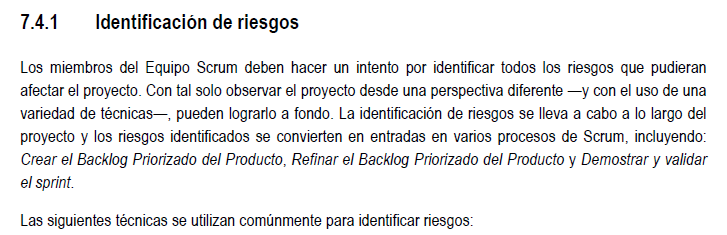 7.4.1 Identificación de riesgos
Los miembros del Equipo Scrum deben hacer un intento por identificar todos los riesgos que pudieran
afectar el proyecto. Con tal solo observar el proyecto desde una perspectiva diferente —y con el uso de una
variedad de técnicas—, pueden lograrlo a fondo. La identificación de riesgos se lleva a cabo a lo largo del
proyecto y los riesgos identificados se convierten en entradas en varios procesos de Scrum, incluyendo:
Crear el Backlog Priorizado del Producto, Refinar el Backlog Priorizado del Producto y Demostrar y validar
el sprint.
Las siguientes técnicas se utilizan comúnmente para identificar riesgos: